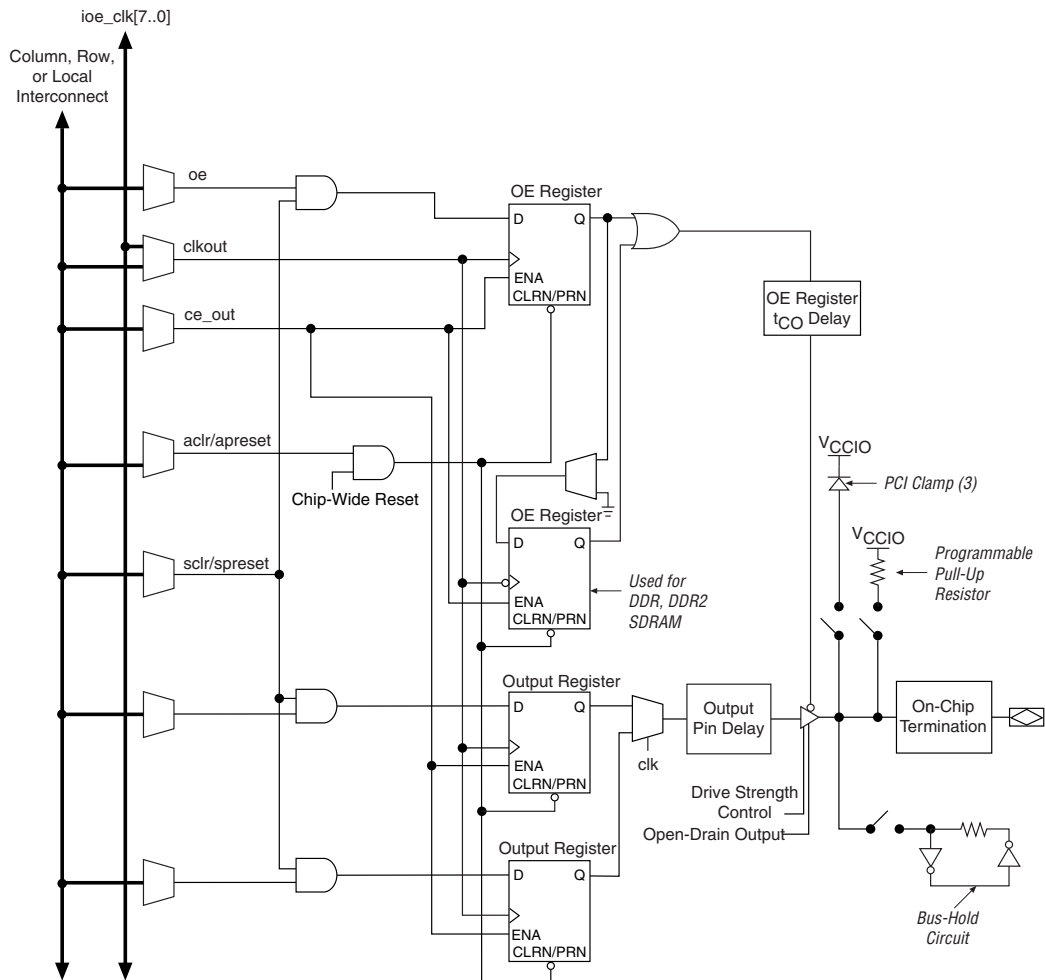 ioe_clk[7..0]
Column, Row,
or Local
Interconnect
oe
OE Register
D
Q
clkout
ENA
CLRN/PRN
OE Register
tCO Delay
ce_out
aclr/apreset
Chip-Wide Reset
VCCIO
PCI Clamp (3)
OE Register
D
Q
VCCIO
Programmable
Pull-Up
Resistor
sclr/spreset
Used for
DDR, DDR2
SDRAM
ENA
CLRN/PRN
Output Register
D
Q
Output
Pin Delay
On-Chip
Termination
ENA
clk
CLRN/PRN
Drive Strength
Control
Open-Drain Output
Output Register
D
Q
Bus-Hold
Circuit
ENA
CLRN/PRN